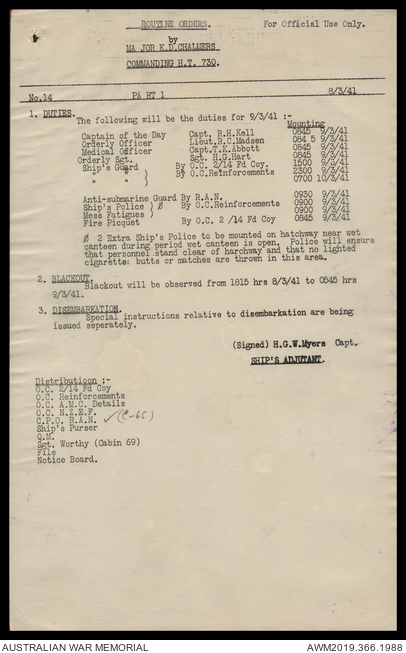 ROUTINE ORDERS. For Official Use Only.
by
MA JOR K.D.CHALMERS
COMMANDING H.T. 730.
No.14 PA RT 1 8/3/41
1. DUTIES. The following will be the duties for 9/3/41 :-
Mounting
Captain of the Day Capt. R.H.Kell 0845 9/3/41
Orderly Officer Lieut.R.C.Madsen 084 5 9/3/41
Medical Officer Capt.T.K.Abbott 0845 9/3/41
Orderly Sgt. Sgt. H.G.Hart 0845 9/3/41
Ship's Guard By O.C. 2/14 Fd Coy. 1500 9/3/41
" " ) By O.C.Reinforcements 2300 9/3/41
" " ) 0700 10/3/41
Anti-submarine Guard By R.A.N. 0930 9/3/41
Ship's Police ) Ø By O.C.Reinforcements 0900 9/3/41
Mess Fatigues ) 0900 9/3/41
Fire Picquet By O.C. 2 /14 Fd Coy 0845 9/3/41
Ø 2 Extra Ship's Police to be mounted on hatchway near wet
canteen during period wet canteen is open. Police will ensure
that personnel stand clear of harchway and that no lighted
cigarette: butts or matches are thrown in this area.
2. BLACKOUT.
Blackout will be observed from 1815 hrs 8/3/41 to 0545 hrs
9/3/41.
3. DISEMBARKATION.
Special instructions relative to disembarkation are being
issued seperately.
(Signed) H.G.W.Myers Capt.
SHIP'S ADJUTANT.
Distributioon ;-
O.C. 2/14 Fd Coy
O.C. Reinforcements
O.C. A.M.C. Details
O.C. N.Z.E.F.
C.P.O. R.A.N. ✓(C-65)
Ship's Purser
Q.M.
Sgt. Worthy (Cabin 69)
File
Notice Board.
AUSTRALIAN WAR MEMORIAL AWM2019.366.1988